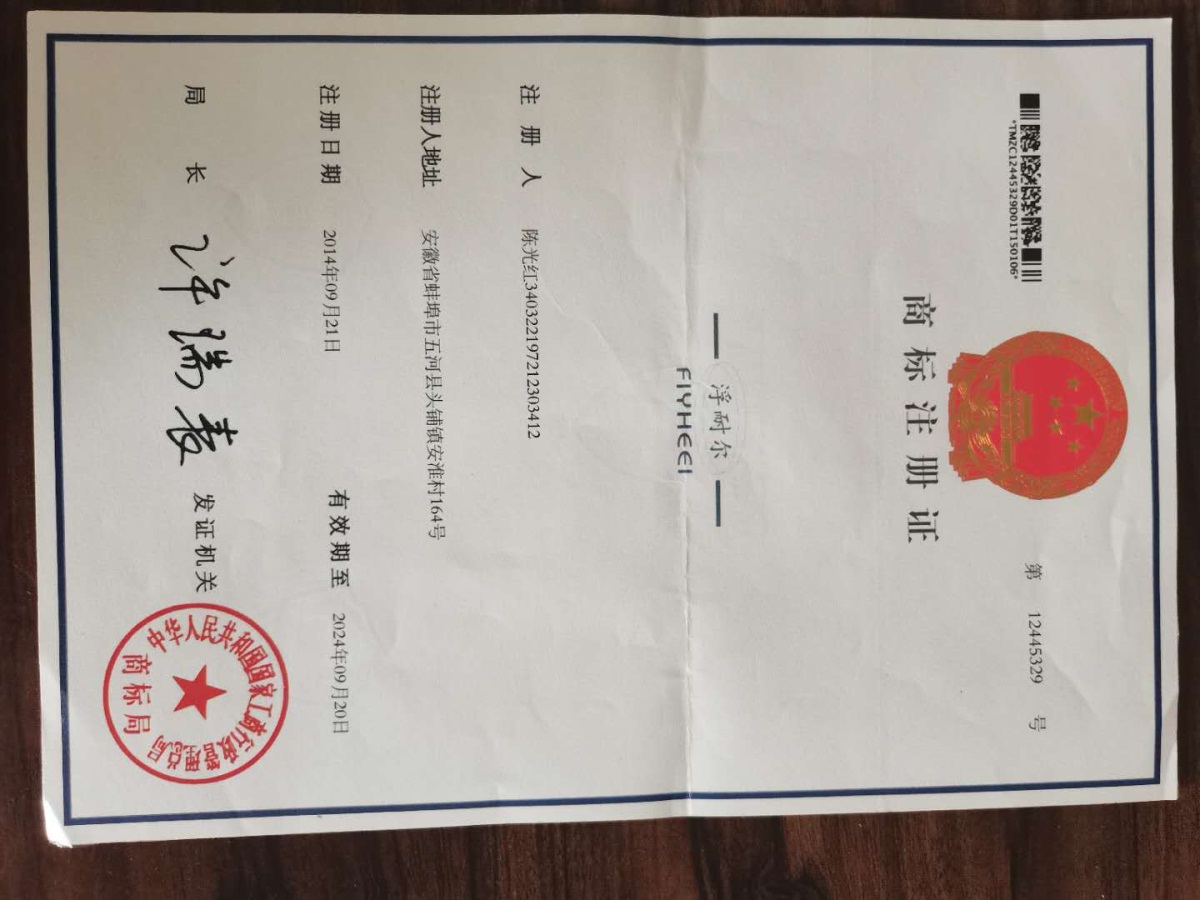 *TMZC12445329D01T150106*
第 12445329 号
商标注册证
浮耐尔
FIYHEEI
注册人 陈光红340322197212303412
注册人地址 安徽省蚌埠市五河县头铺镇安淮村164号
注册日期 2014年09月21日 有效期至 2024年09月20日
局长 许瑞表 发证机关
中华人民共和国国家工商行政管理总局
商标局